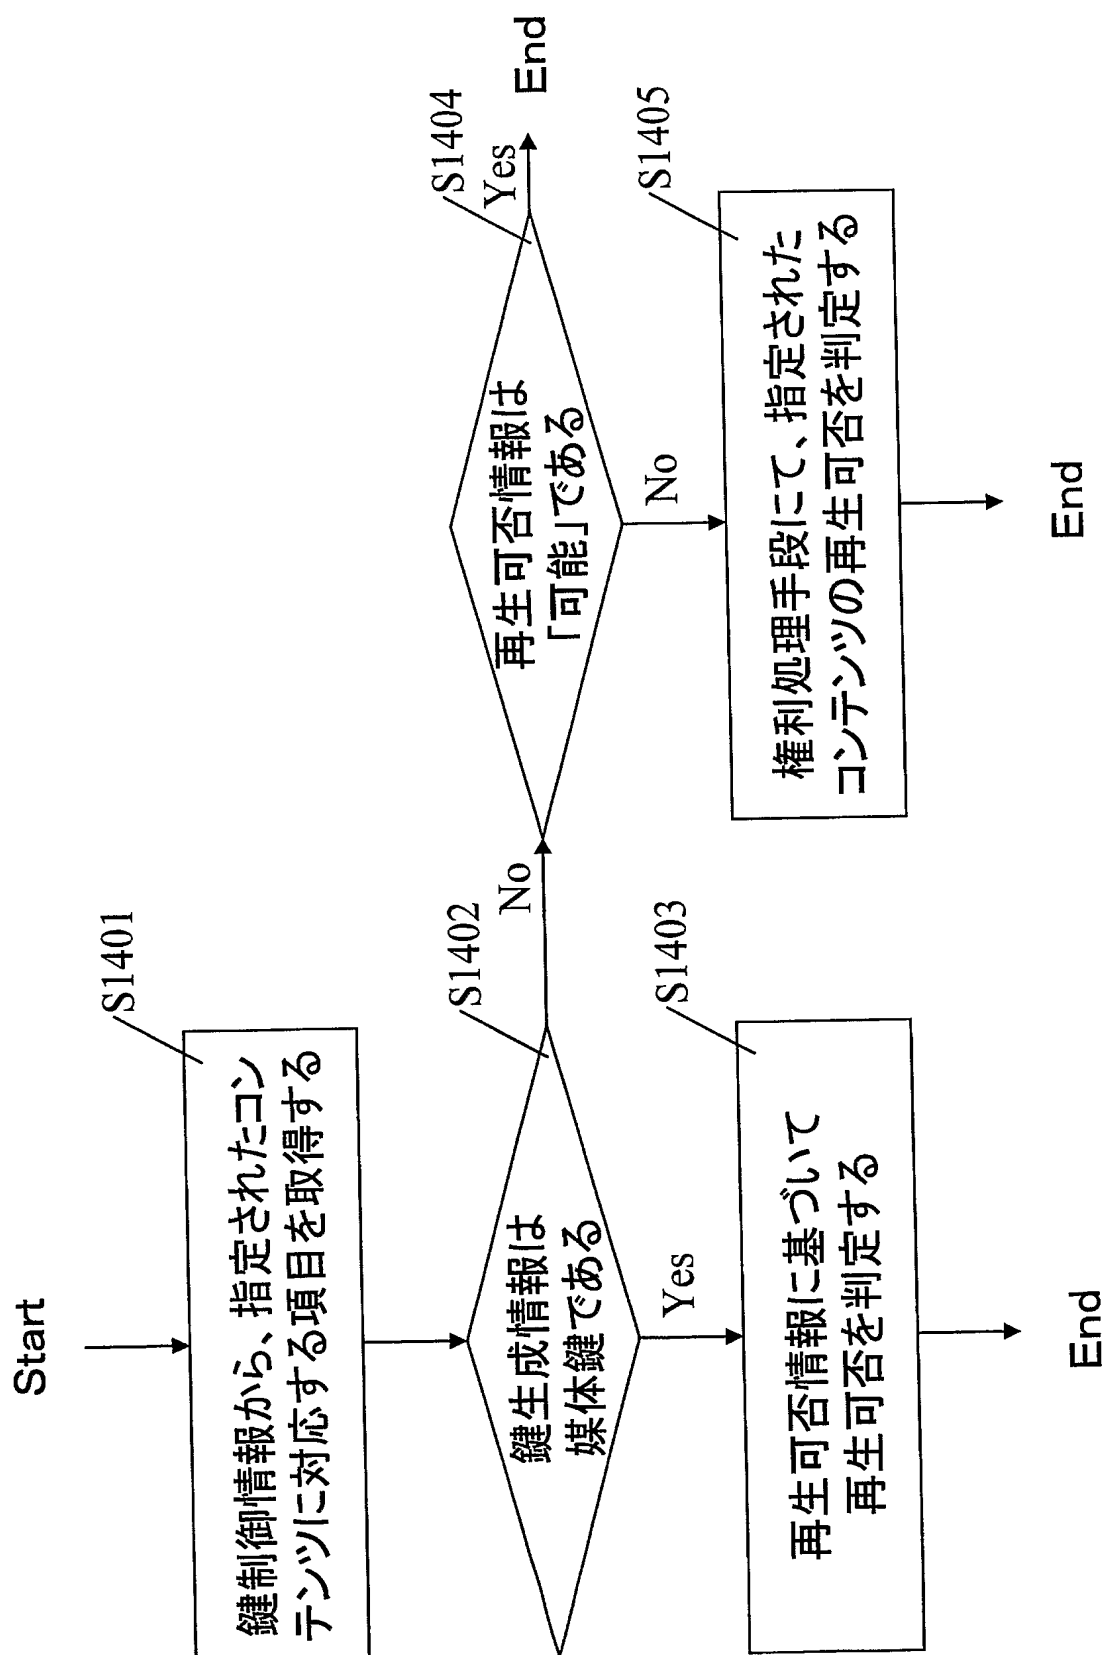 Start
S1401
鍵制御情報から、指定されたコン
テンツに対応する項目を取得する
S1402
鍵生成情報は
媒体鍵である
No
Yes
S1403
再生可否情報に基づいて
再生可否を判定する
End
S1404
再生可否情報は
「可能」である
Yes
End
No
S1405
権利処理手段にて、指定された
コンテンツの再生可否を判定する
End